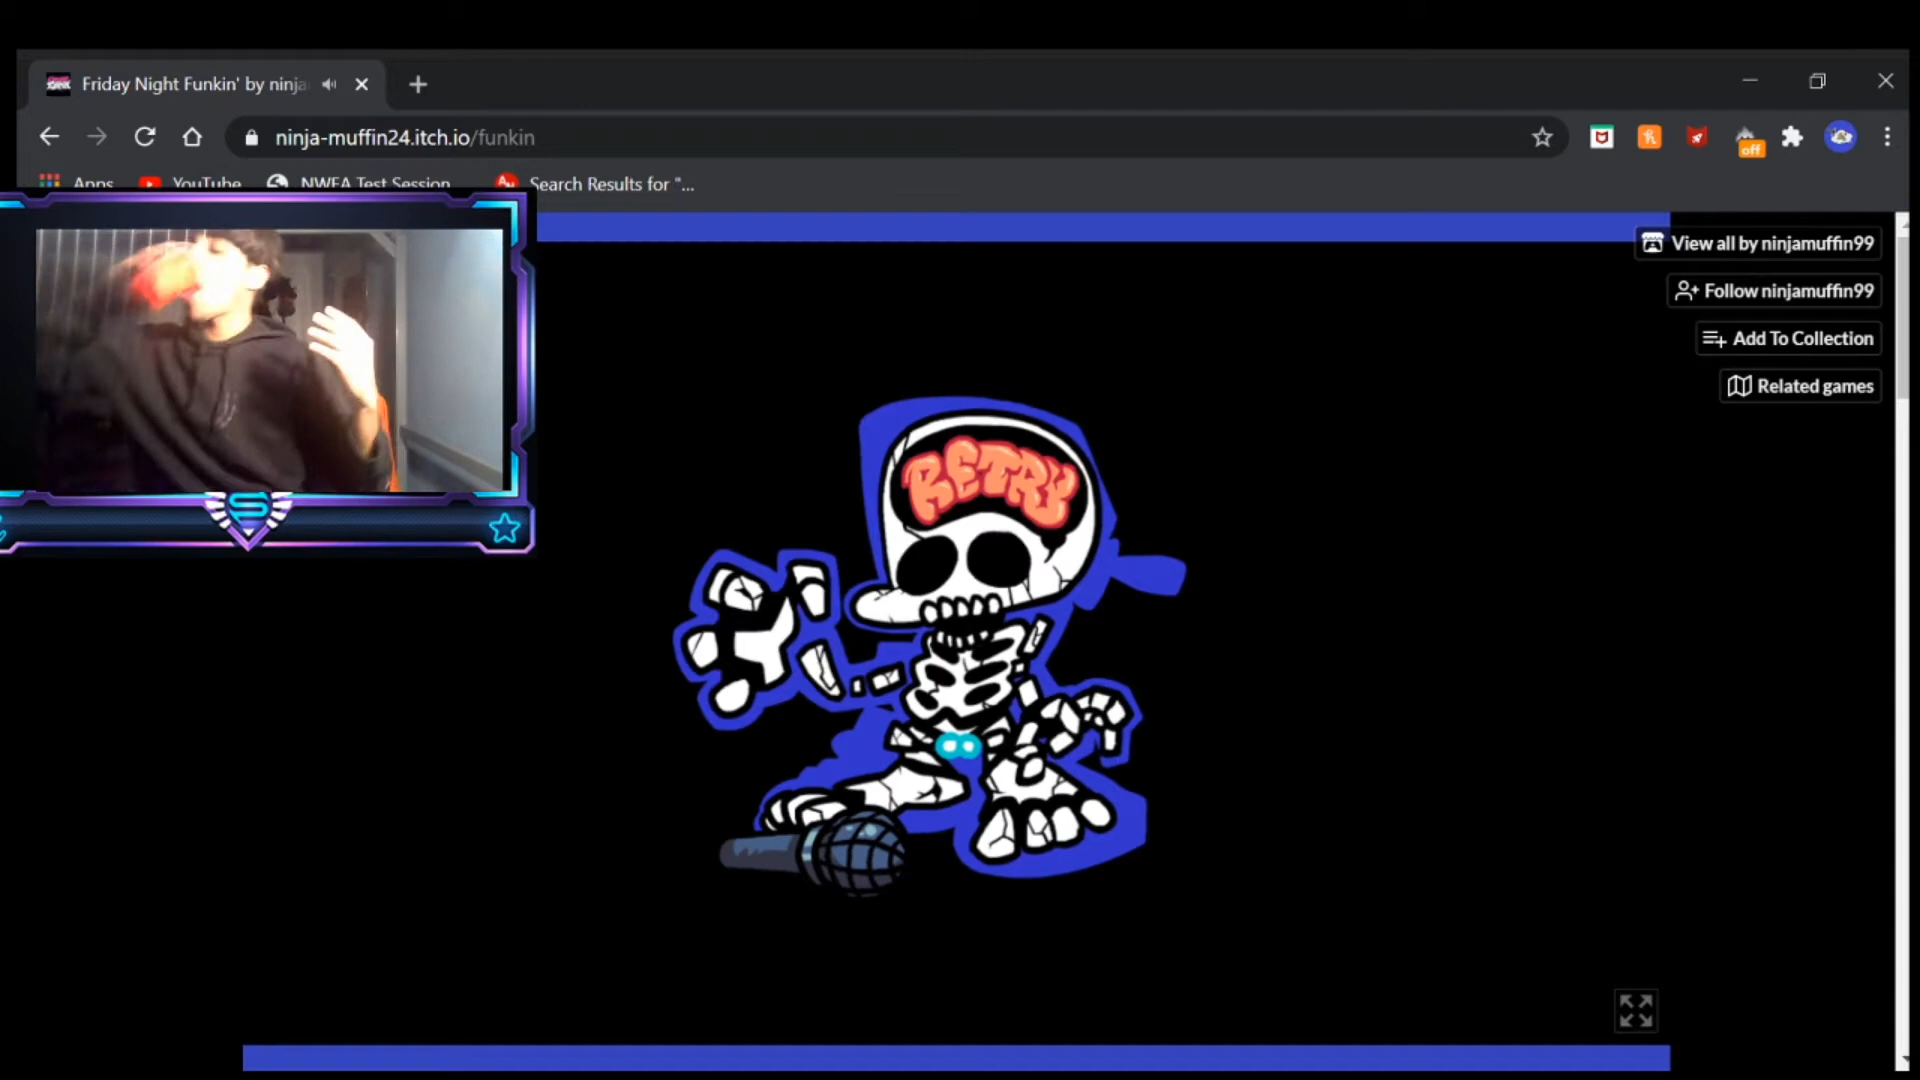 Friday Night Funkin' by ninja
ninja-muffin24.itch.io/funkin
off
Apps YouTube NWEA Test Session Search Results for "...
View all by ninjamuffin99
Follow ninjamuffin99
Add To Collection
Related games
RETRY